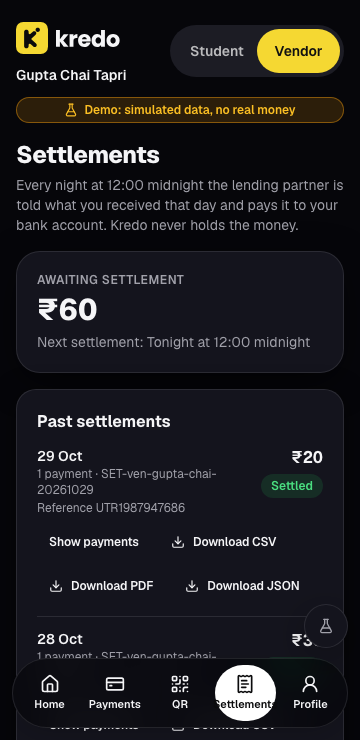 kredo
Student
Vendor
Gupta Chai Tapri
Demo: simulated data, no real money
Settlements
Every night at 12:00 midnight the lending partner is
told what you received that day and pays it to your
bank account. Kredo never holds the money.
AWAITING SETTLEMENT
₹60
Next settlement: Tonight at 12:00 midnight
Past settlements
29 Oct
₹20
1 payment · SET-ven-gupta-chai-
20261029
Settled
Reference UTR1987947686
Show payments
Download CSV
Download PDF
Download JSON
28 Oct
1 payment · SET-ven-gupta-chai-
Home
Payments
QR
Settlements
Profile
Show payments
Download CSV